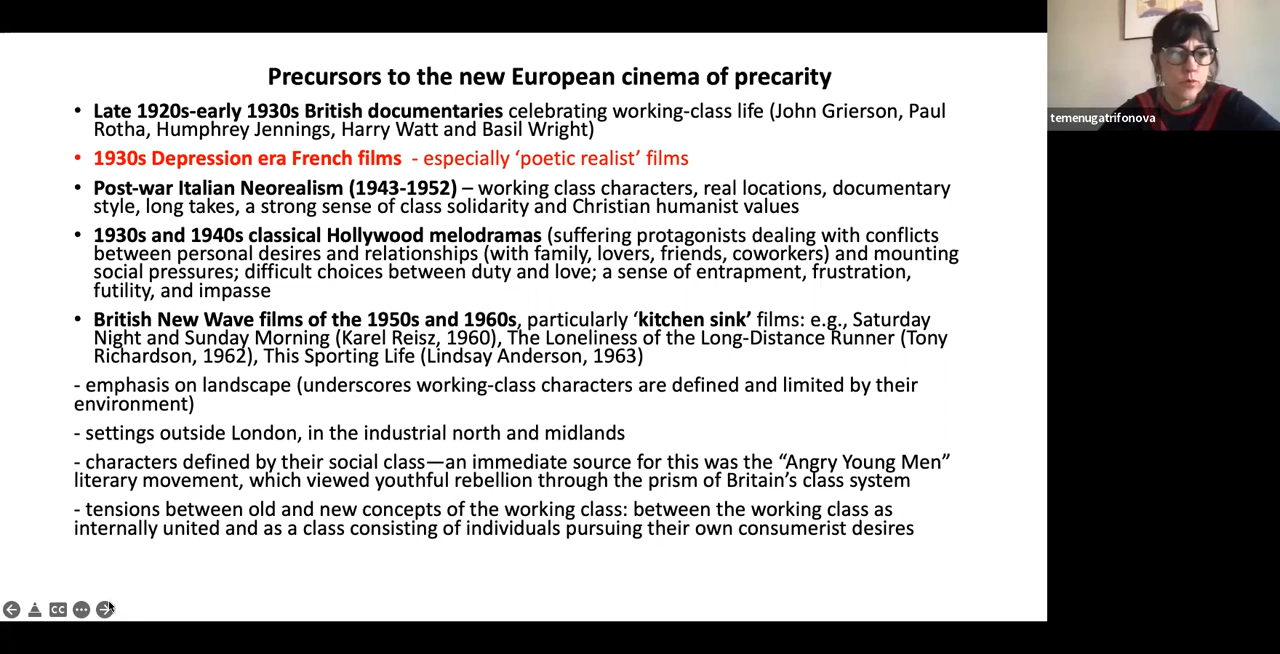 Precursors to the new European cinema of precarity
• Late 1920s-early 1930s British documentaries celebrating working-class life (John Grierson, Paul
Rotha, Humphrey Jennings, Harry Watt and Basil Wright)
• 1930s Depression era French films - especially ‘poetic realist’ films
• Post-war Italian Neorealism (1943-1952) – working class characters, real locations, documentary
style, long takes, a strong sense of class solidarity and Christian humanist values
• 1930s and 1940s classical Hollywood melodramas (suffering protagonists dealing with conflicts
between personal desires and relationships (with family, lovers, friends, coworkers) and mounting
social pressures; difficult choices between duty and love; a sense of entrapment, frustration,
futility, and impasse
• British New Wave films of the 1950s and 1960s, particularly ‘kitchen sink’ films: e.g., Saturday
Night and Sunday Morning (Karel Reisz, 1960), The Loneliness of the Long-Distance Runner (Tony
Richardson, 1962), This Sporting Life (Lindsay Anderson, 1963)
- emphasis on landscape (underscores working-class characters are defined and limited by their
environment)
- settings outside London, in the industrial north and midlands
- characters defined by their social class—an immediate source for this was the “Angry Young Men”
literary movement, which viewed youthful rebellion through the prism of Britain’s class system
- tensions between old and new concepts of the working class: between the working class as
internally united and as a class consisting of individuals pursuing their own consumerist desires
temenugatrifonova
CC